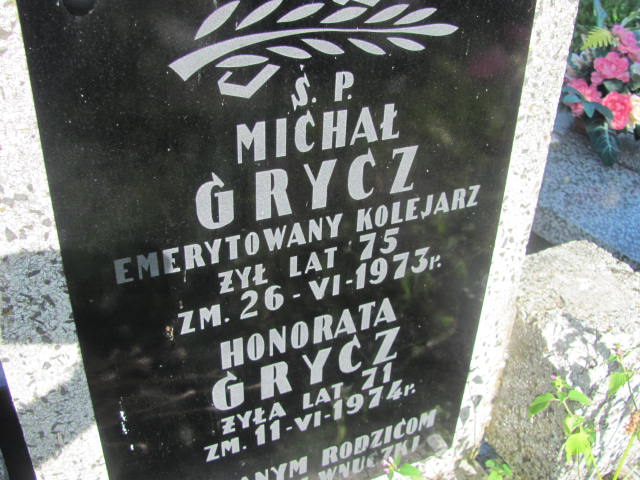 Ś. P.
MICHAŁ
GRYCZ
EMERYTOWANY KOLEJARZ
ŻYŁ LAT 75
ZM. 26-VI-1973r.
HONORATA
GRYCZ
ŻYŁA LAT 71
ZM. 11-VI-1974r.
RODZICOM
WNUCZKI